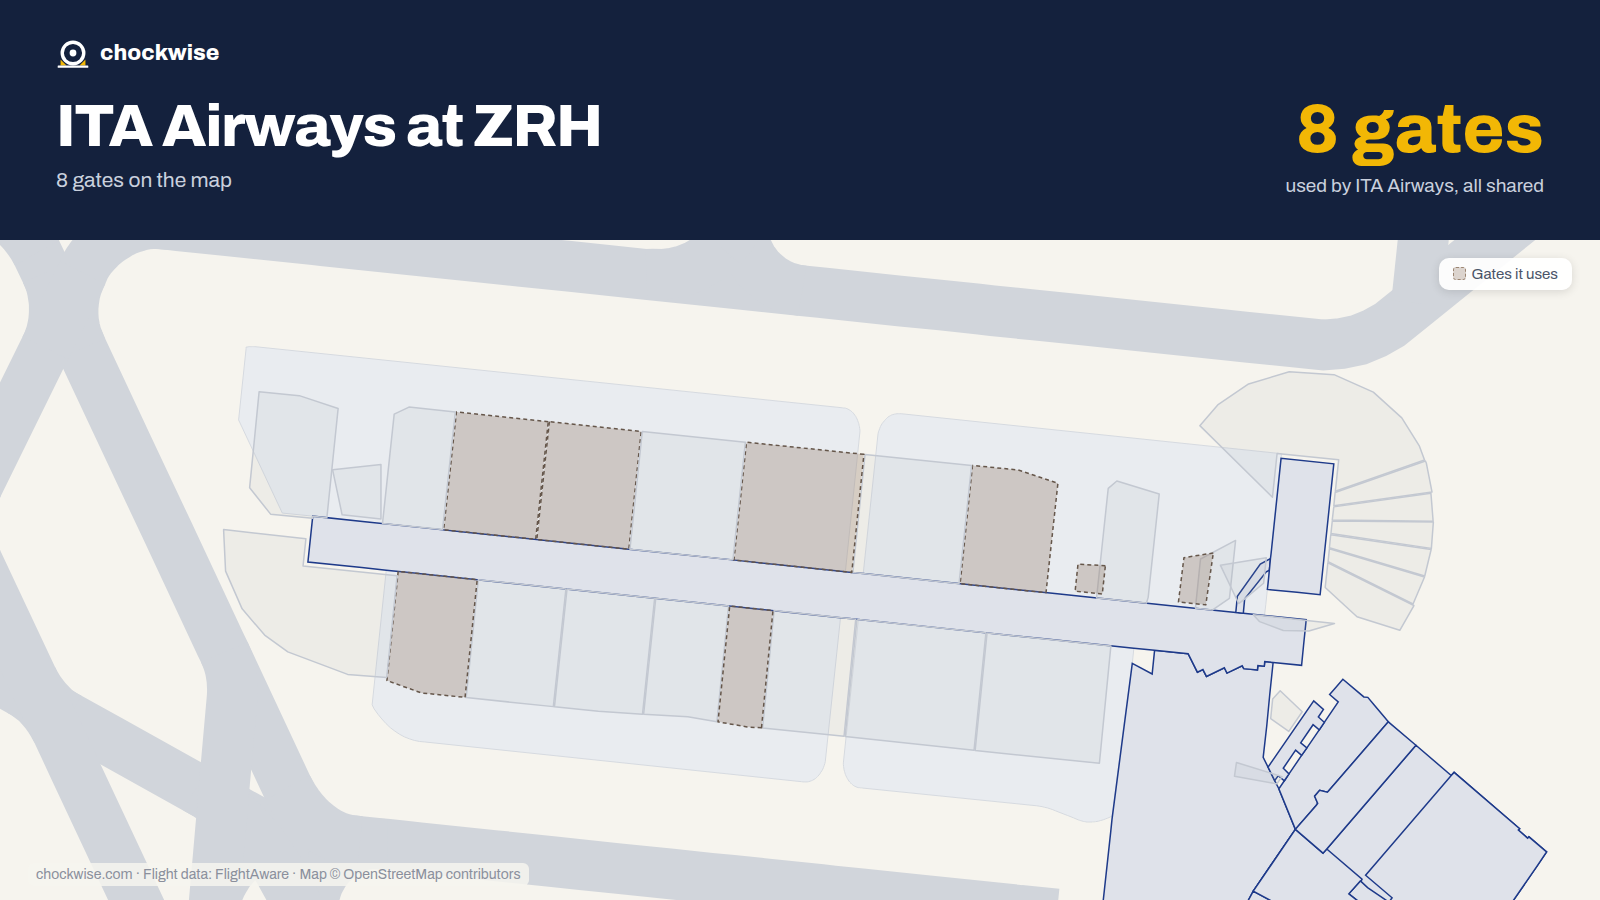 chockwise
ITA Airways at ZRH
8 gates on the map
8 gates
used by ITA Airways, all shared
Gates it uses
chockwise.com · Flight data: FlightAware · Map © OpenStreetMap contributors